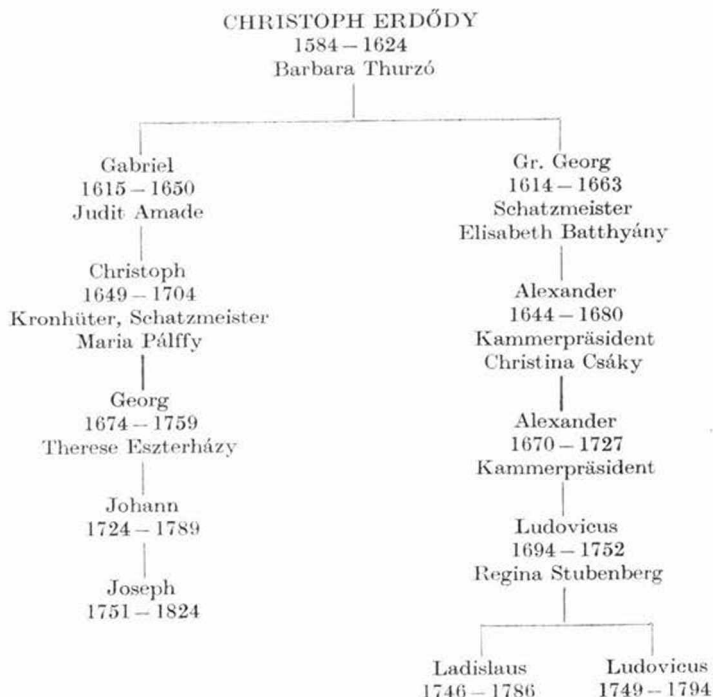 CHRISTOPH ERDŐDY
1584–1624
Barbara Thurzó
Gabriel
1615–1650
Judit Amade
Christoph
1649–1704
Kronhüter, Schatzmeister
Maria Pálffy
Georg
1674–1759
Therese Eszterházy
Johann
1724–1789
Joseph
1751–1824
Gr. Georg
1614–1663
Schatzmeister
Elisabeth Batthyány
Alexander
1644–1680
Kammerpräsident
Christina Csáky
Alexander
1670–1727
Kammerpräsident
Ludovicus
1694–1752
Regina Stubenberg
Ladislaus
1746–1786
Ludovicus
1749–1794